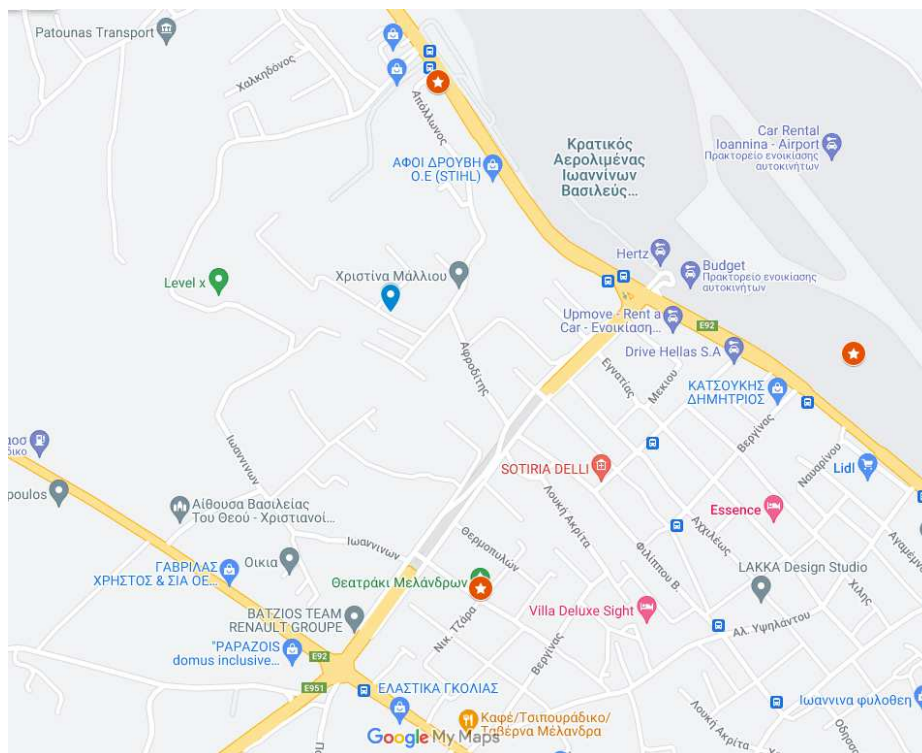 Patounas Transport
Χαλκηδόνος
Απόλλωνος
Κρατικός
Αερολιμένας
Ιωαννίνων
Βασιλεύς...
Car Rental
Ioannina - Airport
Πρακτορείο ενοικίασης
αυτοκινήτων
ΑΦΟΙ ΔΡΟΥΒΗ
Ο.Ε (STIHL)
Hertz
Budget
Πρακτορείο ενοικίασης
αυτοκινήτων
Χριστίνα Μάλλιου
Level x
Upmove - Rent a
Car - Ενοικίαση...
E92
Drive Hellas S.A
Αφροδίτης
Εγνατίας
Μεκιου
ΚΑΤΣΟΥΚΗΣ
ΔΗΜΗΤΡΙΟΣ
Βεργίνας
Ναυαρίνου
Ιωαννίνων
Lidl
SOTIRIA DELLI
Λουκή Ακρίτα
Essence
Αχιλλέως
poulos
Αίθουσα Βασιλείας
Του Θεού - Χριστιανοί...
Ιωαννίνων
Θερμοπυλών
Φιλίππου Β.
Αγαμέμν
Οικια
ΓΑΒΡΙΛΑΣ
ΧΡΗΣΤΟΣ & ΣΙΑ ΟΕ...
Θεατράκι Μελάνδρων
LAKKA Design Studio
Χίλης
BATZIOS TEAM
RENAULT GROUPE
Νικ. Τζάρα
Villa Deluxe Sight
Αλ. Υψηλάντου
"PAPAZOIS
domus inclusive...
E92
Βεργίνας
E951
ΕΛΑΣΤΙΚΑ ΓΚΟΛΙΑΣ
Ιωαννινα φυλοθεη
Καφέ/Τσιπουράδικο/
Ταβέρνα Μέλανδρα
Λουκή Ακρίτα
Google My Maps